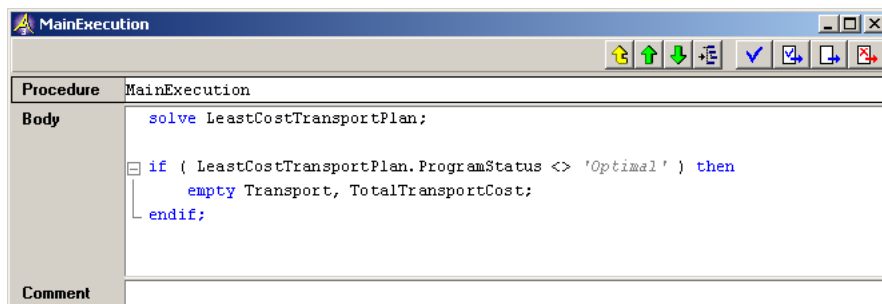 MainExecution
Procedure MainExecution
Body solve LeastCostTransportPlan;
if ( LeastCostTransportPlan.ProgramStatus <> 'Optimal' ) then
empty Transport, TotalTransportCost;
endif;
Comment